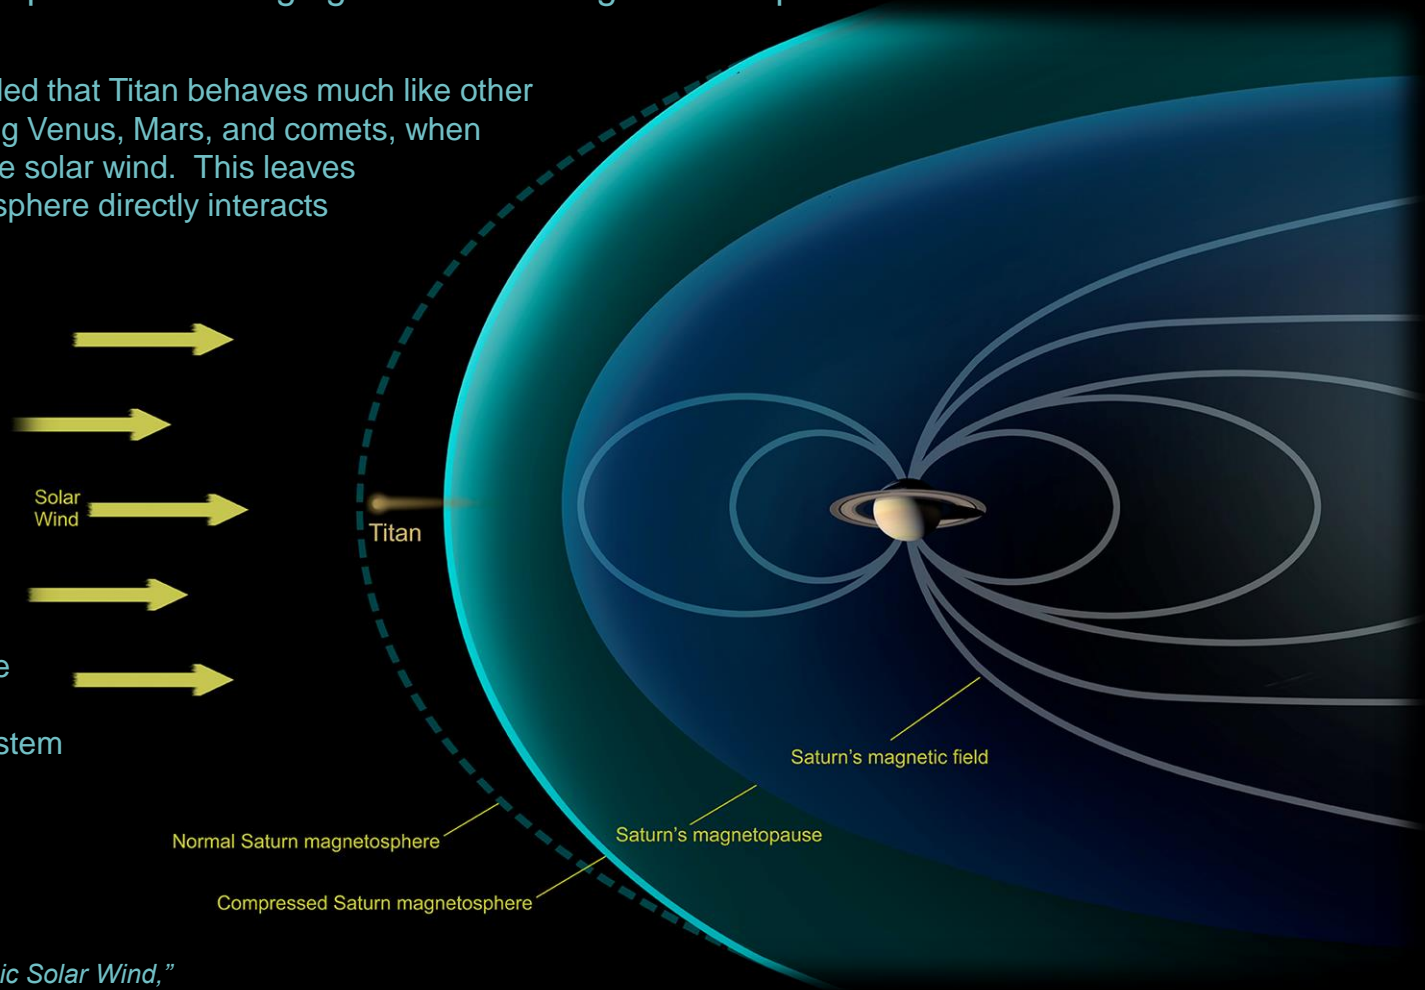 led that Titan behaves much like other
g Venus, Mars, and comets, when
e solar wind.  This leaves
sphere directly interacts
Solar
Wind
Titan
e
stem
Saturn's magnetic field
Saturn's magnetopause
Normal Saturn magnetosphere
Compressed Saturn magnetosphere
ic Solar Wind,”